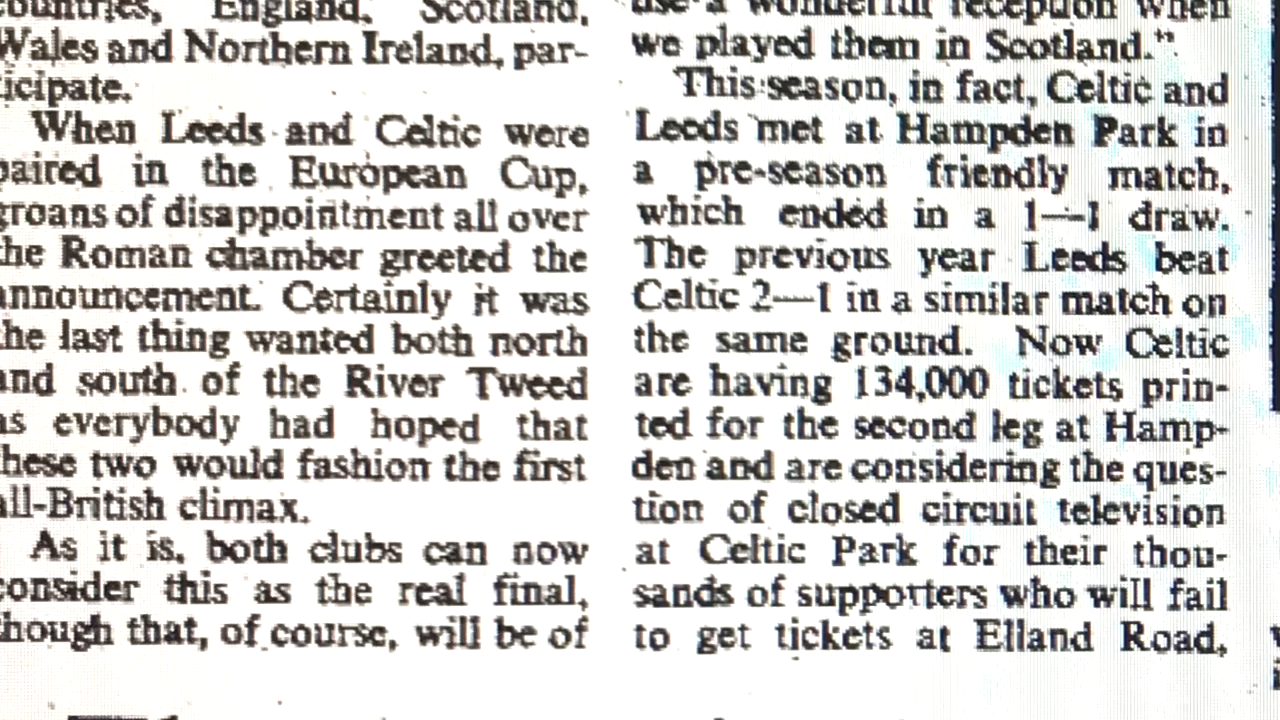 countries, England, Scotland,
Wales and Northern Ireland, par-
ticipate.
When Leeds and Celtic were
paired in the European Cup,
groans of disappointment all over
the Roman chamber greeted the
announcement. Certainly it was
the last thing wanted both north
and south of the River Tweed
as everybody had hoped that
these two would fashion the first
all-British climax.
As it is, both clubs can now
consider this as the real final,
though that, of course, will be of
use a wonderful reception when
we played them in Scotland."
This season, in fact, Celtic and
Leeds met at Hampden Park in
a pre-season friendly match,
which ended in a 1—1 draw.
The previous year Leeds beat
Celtic 2—1 in a similar match on
the same ground. Now Celtic
are having 134,000 tickets prin-
ted for the second leg at Hamp-
den and are considering the ques-
tion of closed circuit television
at Celtic Park for their thou-
sands of supporters who will fail
to get tickets at Elland Road,